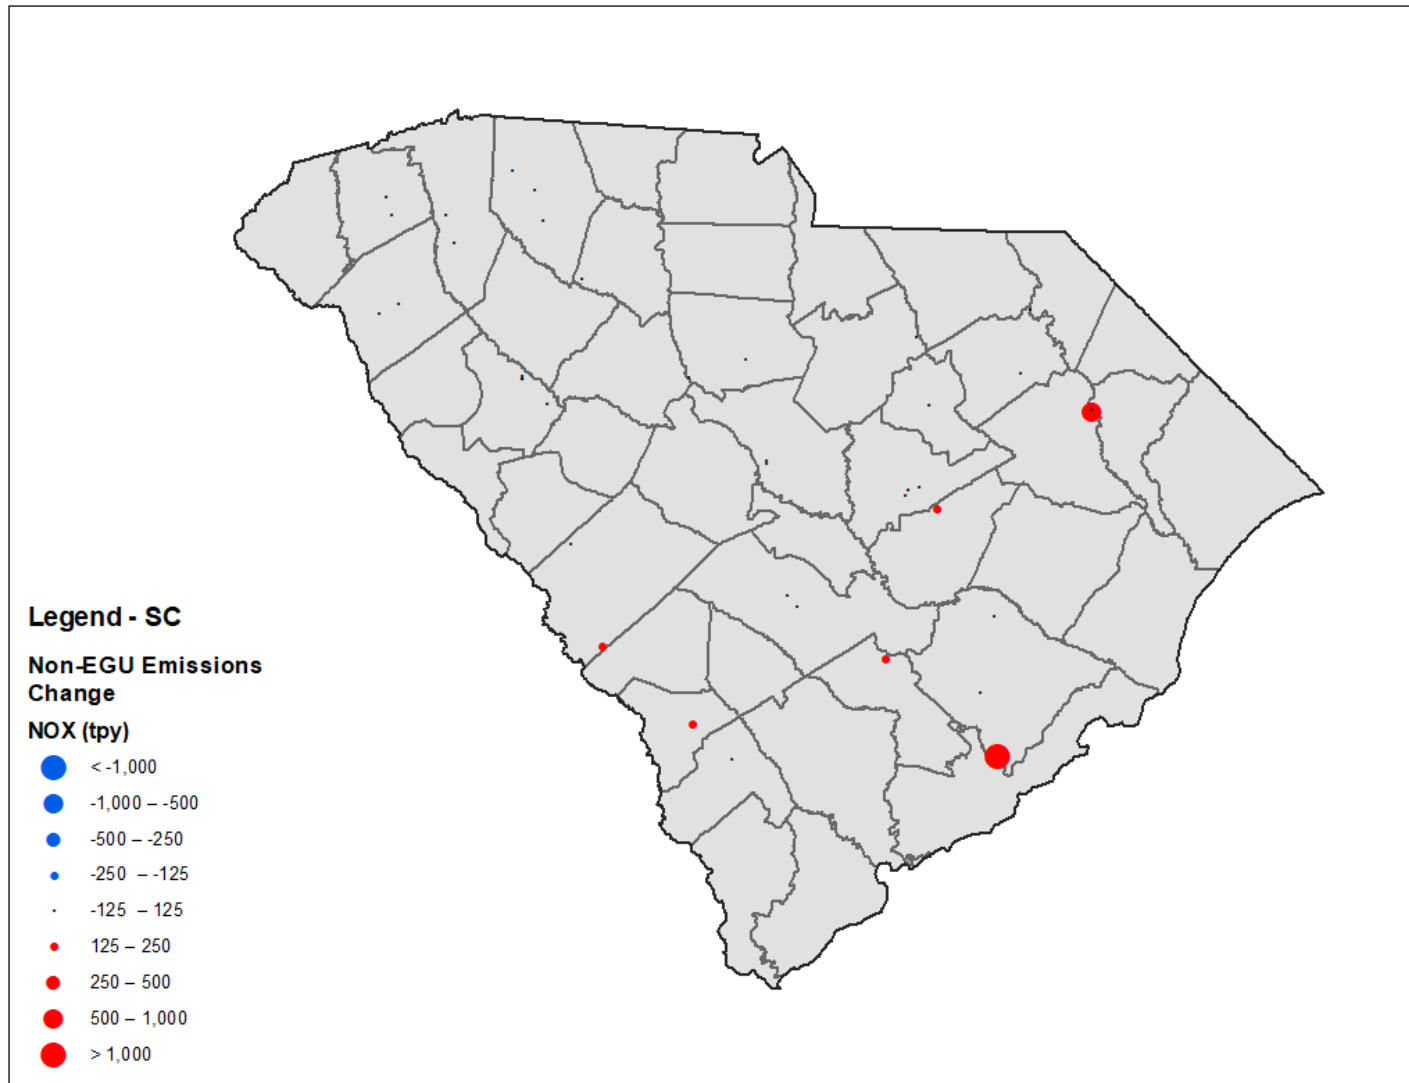 Legend - SC
Non-EGU Emissions
Change
NOX (tpy)
< -1,000
-1,000 – -500
-500 – -250
-250 – -125
-125 – 125
125 – 250
250 – 500
500 – 1,000
> 1,000